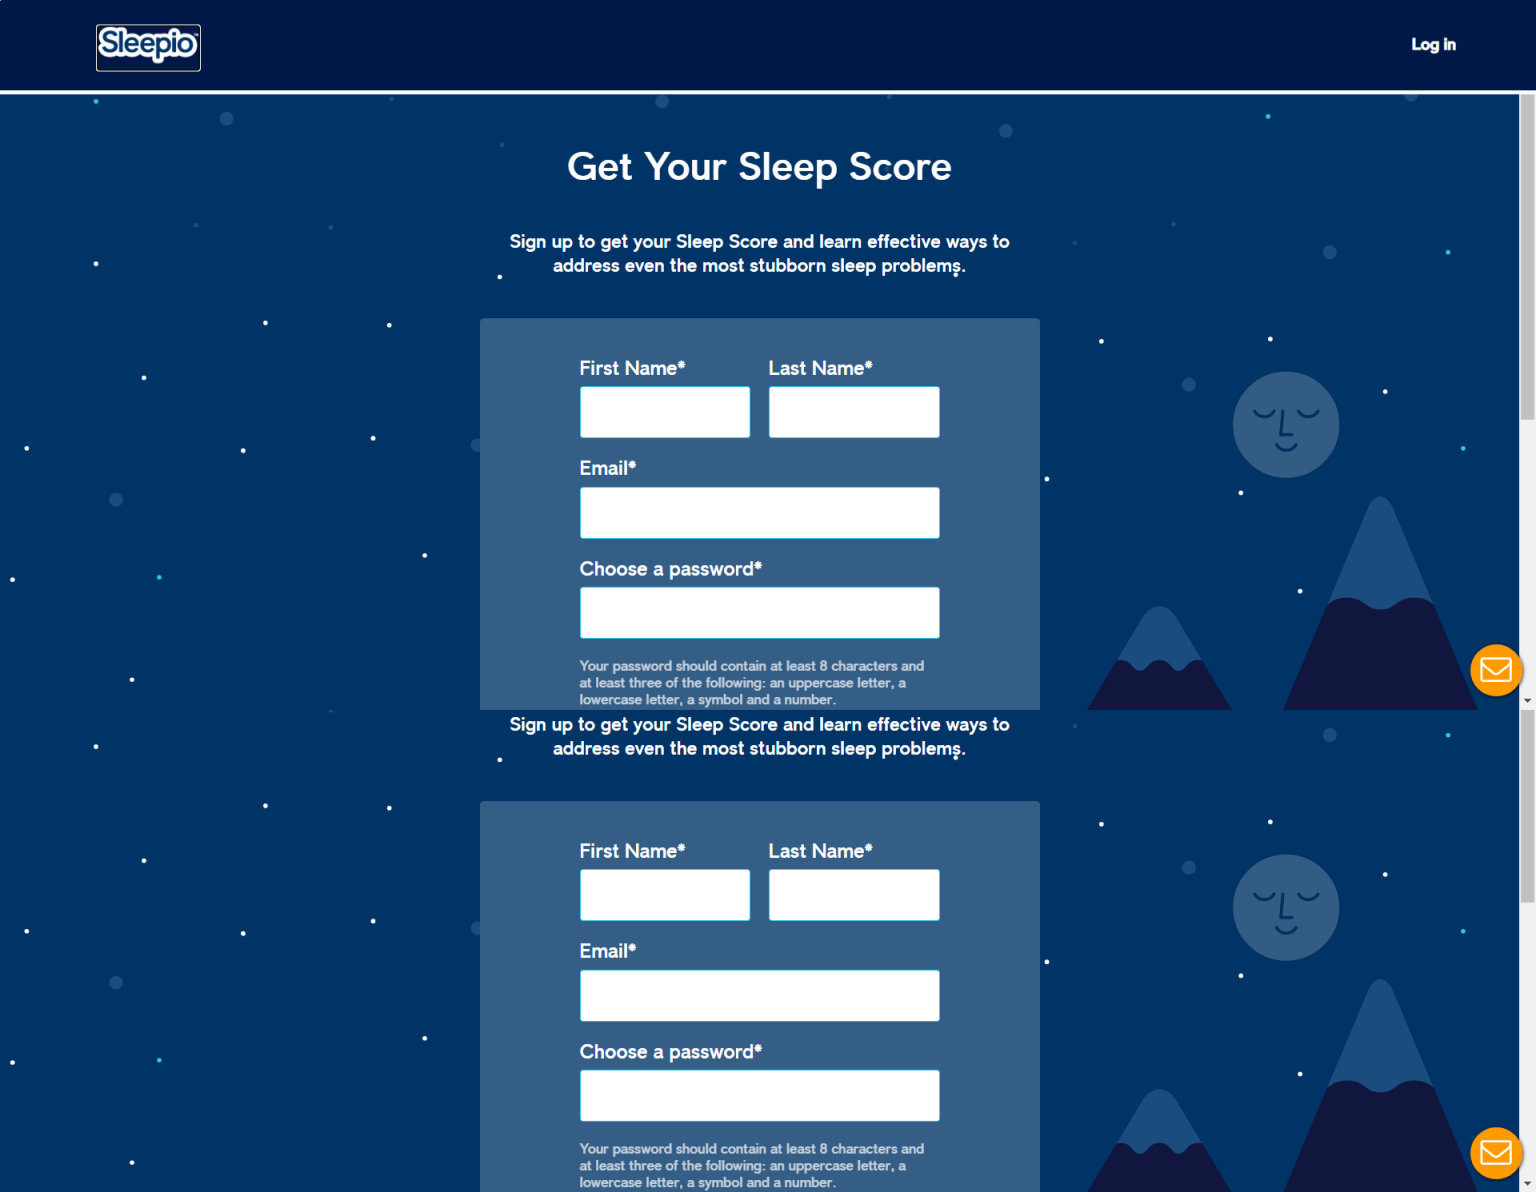 Sleepio™
Log in
Get Your Sleep Score
Sign up to get your Sleep Score and learn effective ways to
address even the most stubborn sleep problems.
First Name* Last Name*
Email*
Choose a password*
Your password should contain at least 8 characters and
at least three of the following: an uppercase letter, a
lowercase letter, a symbol and a number.
Sign up to get your Sleep Score and learn effective ways to
address even the most stubborn sleep problems.
First Name* Last Name*
Email*
Choose a password*
Your password should contain at least 8 characters and
at least three of the following: an uppercase letter, a
lowercase letter, a symbol and a number.